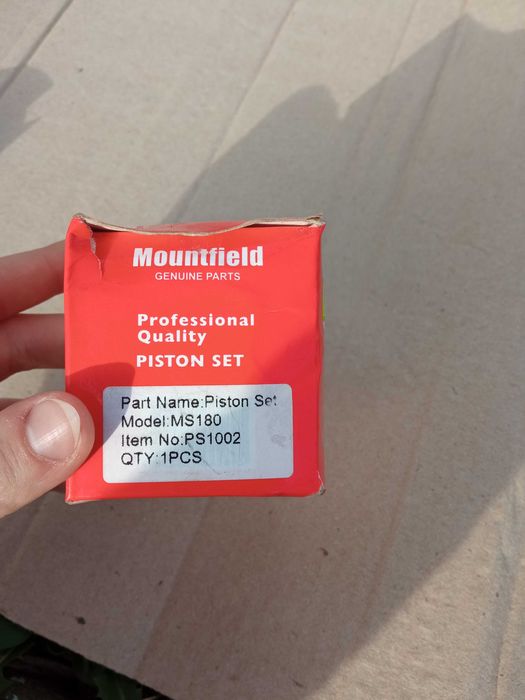 Mountfield
GENUINE PARTS
Professional
Quality
PISTON SET
Part Name:Piston Set
Model:MS180
Item No:PS1002
QTY:1PCS